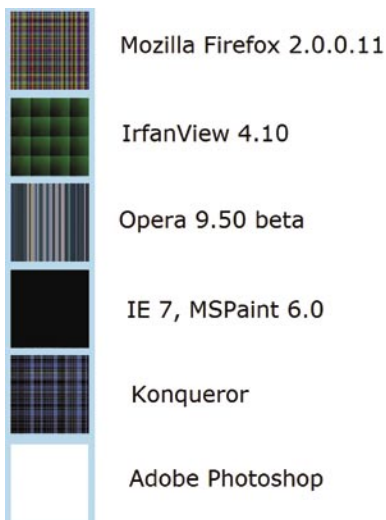 Mozilla Firefox 2.0.0.11
IrfanView 4.10
Opera 9.50 beta
IE 7, MSPaint 6.0
Konqueror
Adobe Photoshop